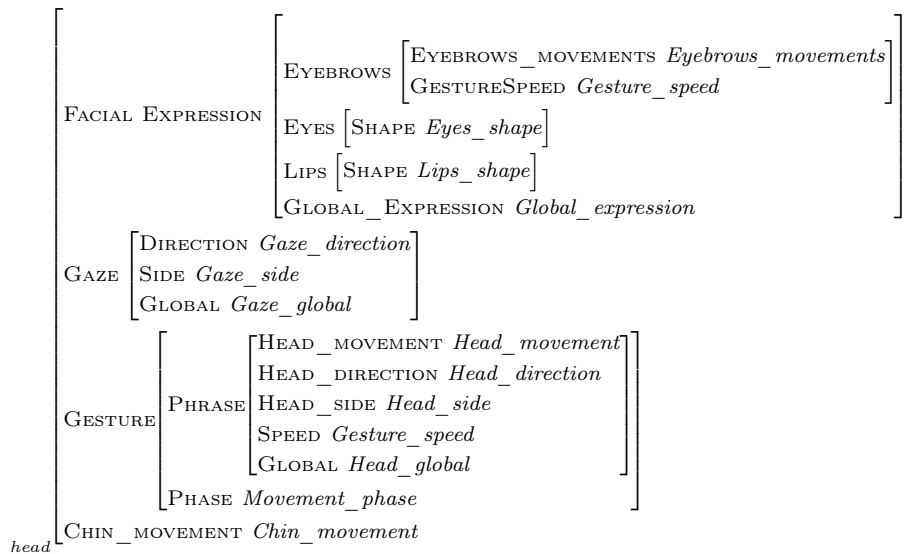 FACIAL EXPRESSION
EYEBROWS
EYEBROWS_MOVEMENTS Eyebrows_movements
GESTURESPEED Gesture_speed
EYES [SHAPE Eyes_shape]
LIPS [SHAPE Lips_shape]
GLOBAL_EXPRESSION Global_expression
GAZE
DIRECTION Gaze_direction
SIDE Gaze_side
GLOBAL Gaze_global
GESTURE
PHRASE
HEAD_MOVEMENT Head_movement
HEAD_DIRECTION Head_direction
HEAD_SIDE Head_side
SPEED Gesture_speed
GLOBAL Head_global
PHASE Movement_phase
CHIN_MOVEMENT Chin_movement
head